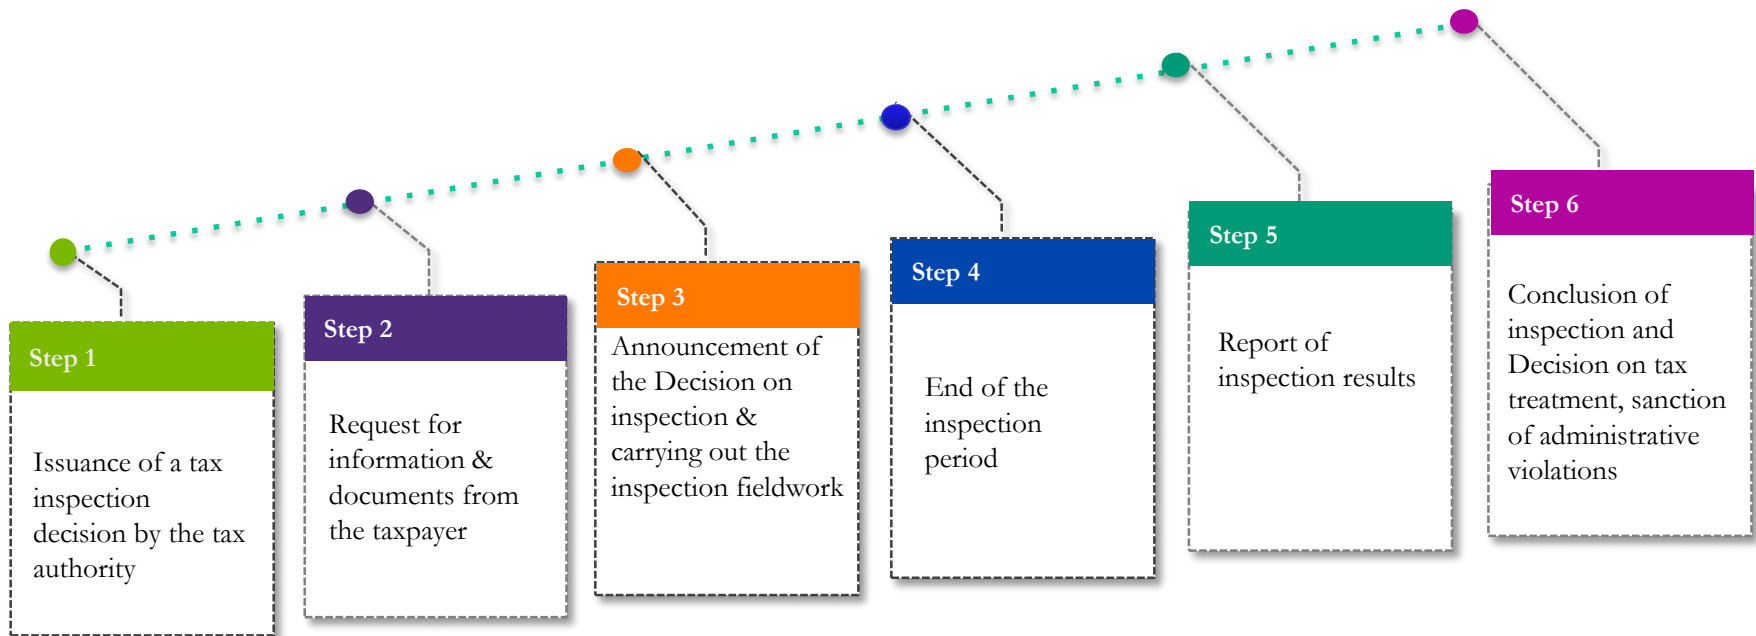 Step 1
Issuance of a tax
inspection
decision by the tax
authority
Step 2
Request for
information &
documents from
the taxpayer
Step 3
Announcement of
the Decision on
inspection &
carrying out the
inspection fieldwork
Step 4
End of the
inspection
period
Step 5
Report of
inspection results
Step 6
Conclusion of
inspection and
Decision on tax
treatment, sanction
of administrative
violations